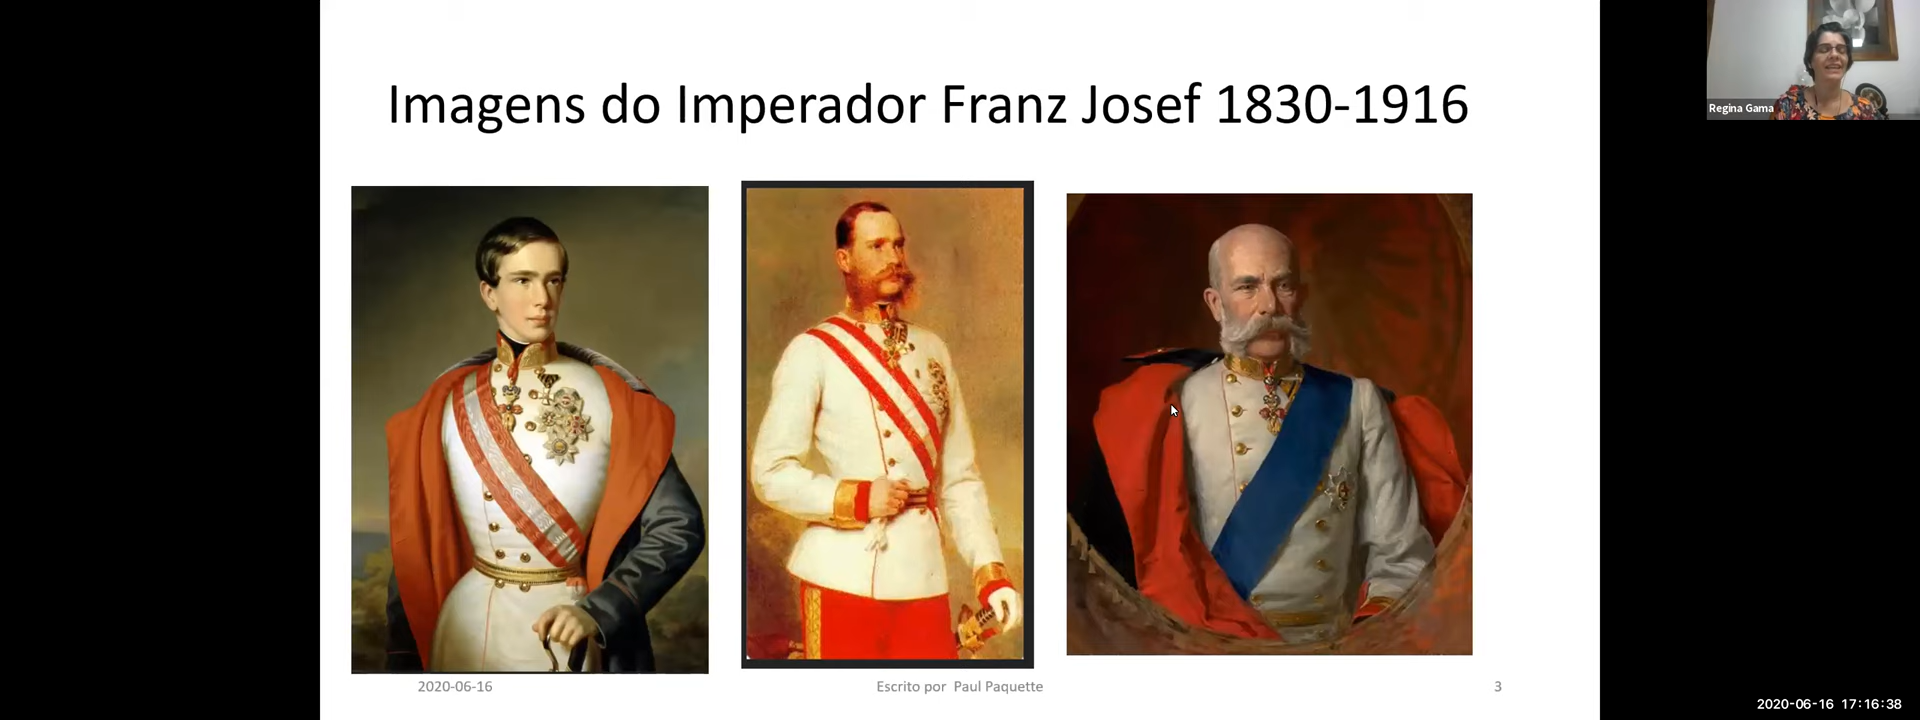 Imagens do Imperador Franz Josef 1830-1916
Regina Gama
2020-06-16
Escrito por Paul Paquette
3
2020-06-16 17:16:38